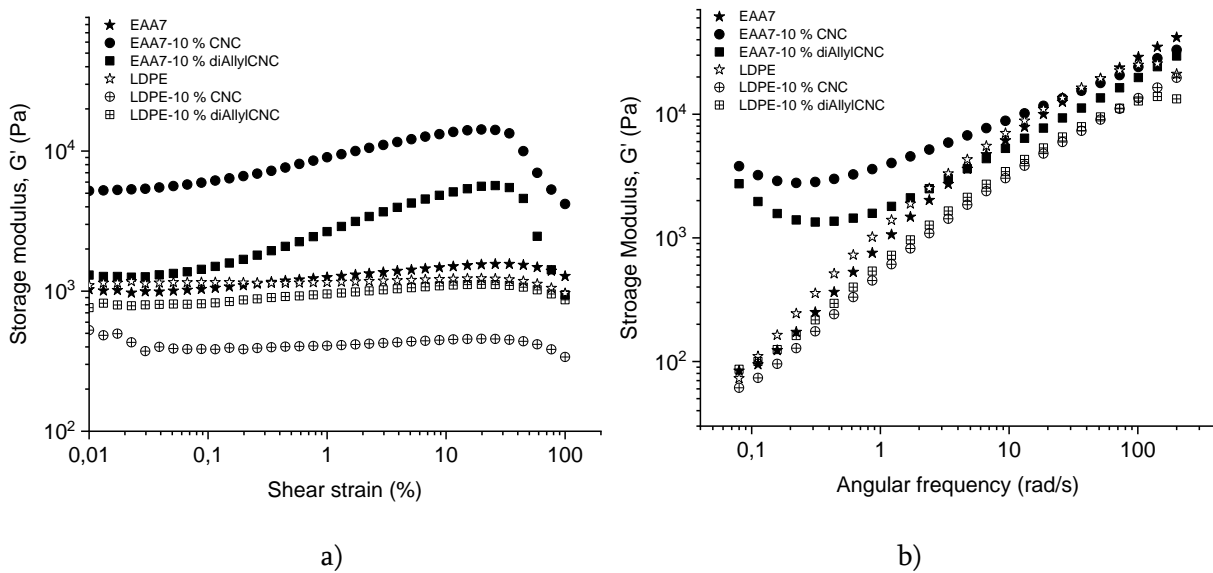 EAA7
EAA7-10 % CNC
EAA7-10 % diAllylCNC
LDPE
LDPE-10 % CNC
LDPE-10 % diAllylCNC
Storage modulus, G' (Pa)
10^4
10^3
10^2
0,01 0,1 1 10 100
Shear strain (%)
a)
EAA7
EAA7-10 % CNC
EAA7-10 % diAllylCNC
LDPE
LDPE-10 % CNC
LDPE-10 % diAllylCNC
Stroage Modulus, G' (Pa)
10^4
10^3
10^2
0,1 1 10 100
Angular frequency (rad/s)
b)